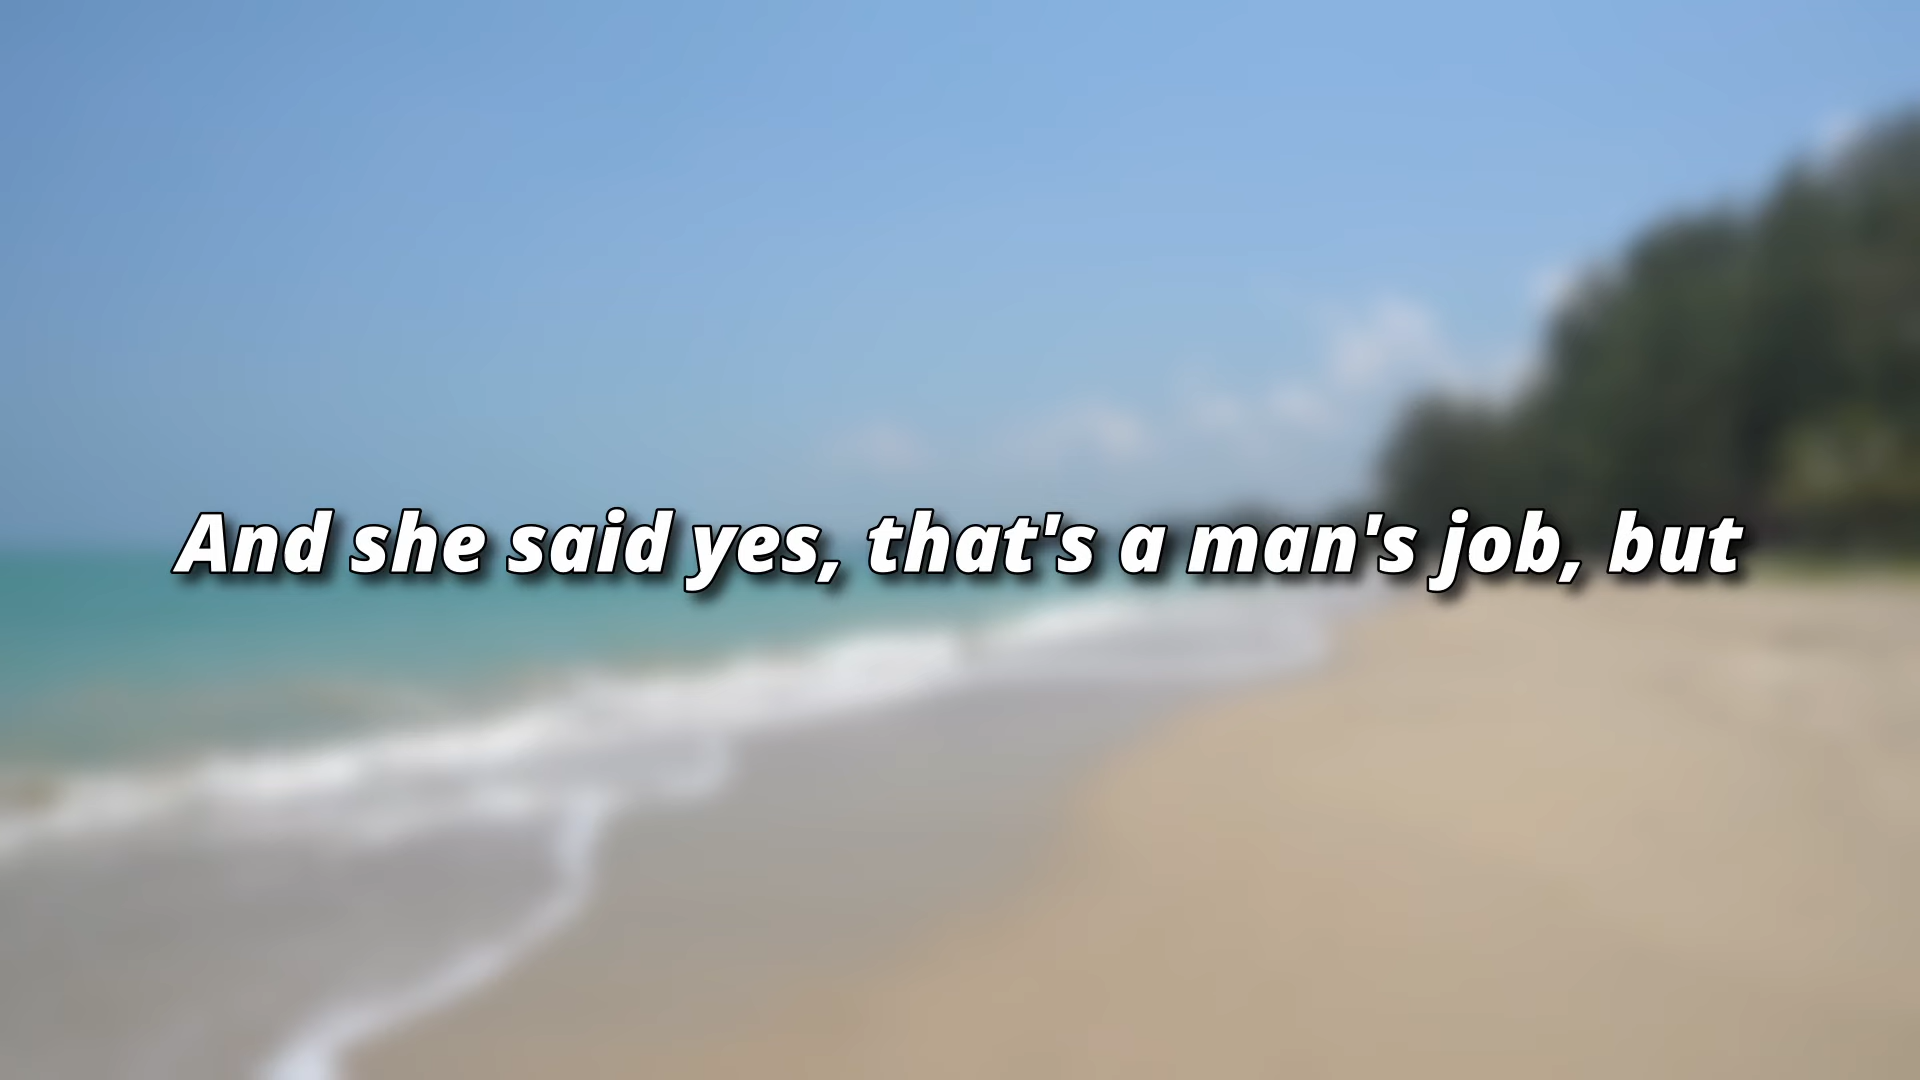 And she said yes, that's a man's job, but